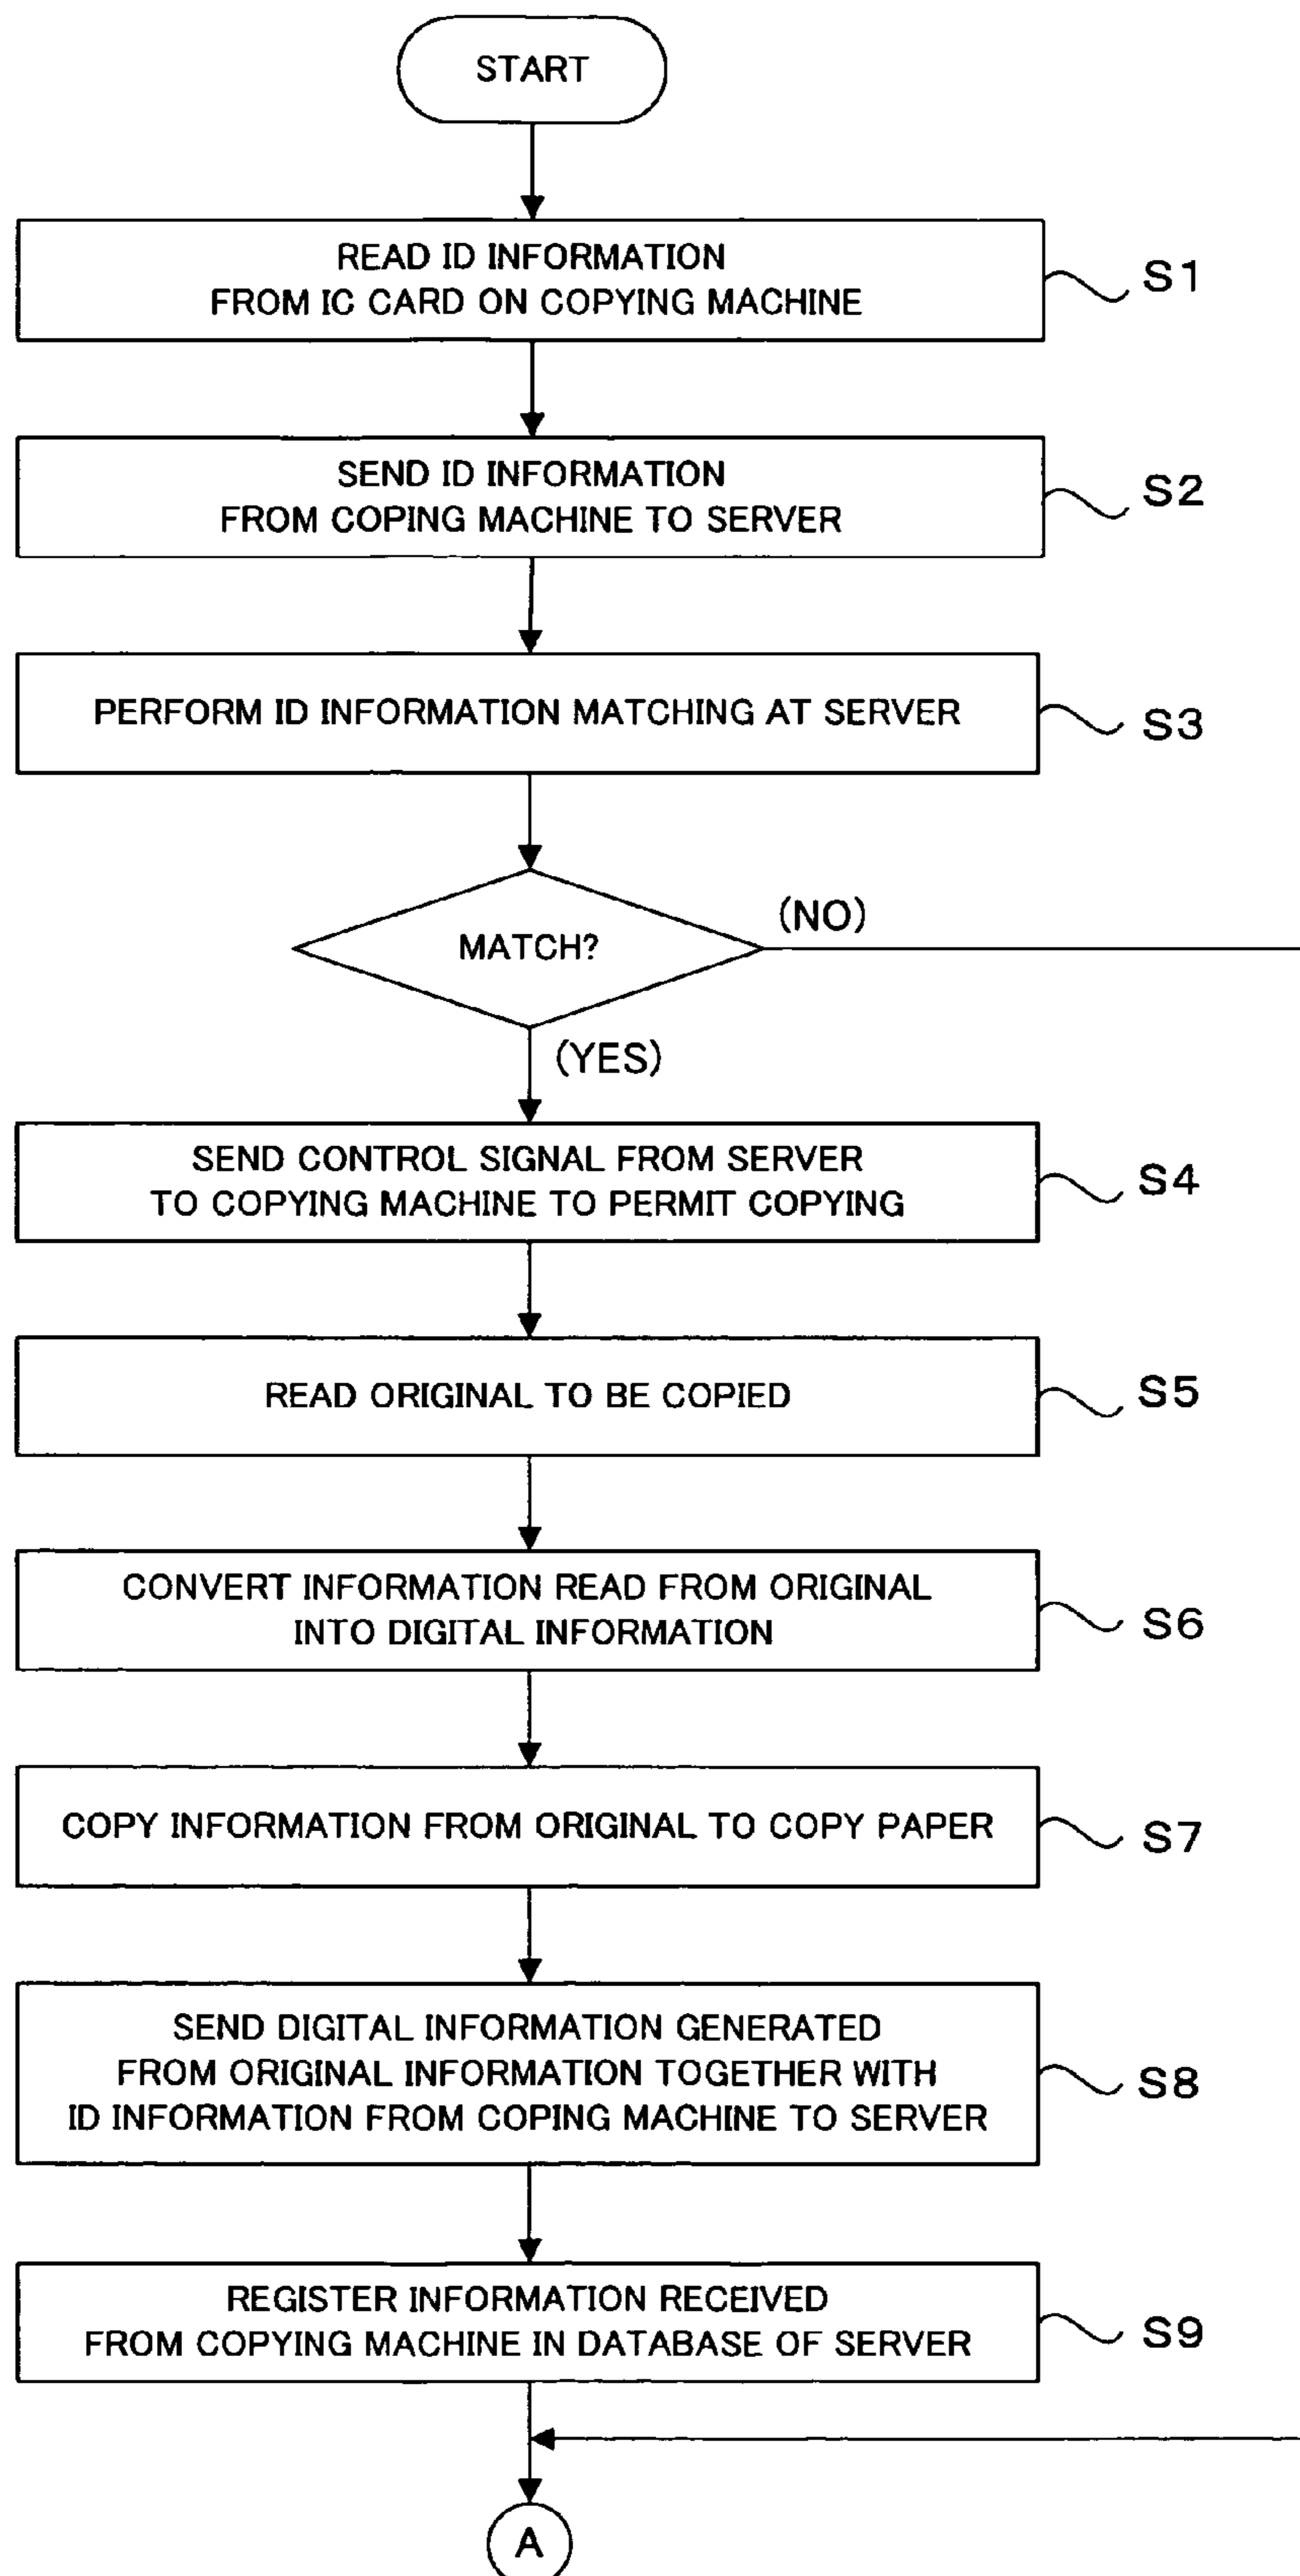 START
READ ID INFORMATION
FROM IC CARD ON COPYING MACHINE
S1
SEND ID INFORMATION
FROM COPING MACHINE TO SERVER
S2
PERFORM ID INFORMATION MATCHING AT SERVER
S3
MATCH?
(NO)
(YES)
SEND CONTROL SIGNAL FROM SERVER
TO COPYING MACHINE TO PERMIT COPYING
S4
READ ORIGINAL TO BE COPIED
S5
CONVERT INFORMATION READ FROM ORIGINAL
INTO DIGITAL INFORMATION
S6
COPY INFORMATION FROM ORIGINAL TO COPY PAPER
S7
SEND DIGITAL INFORMATION GENERATED
FROM ORIGINAL INFORMATION TOGETHER WITH
ID INFORMATION FROM COPING MACHINE TO SERVER
S8
REGISTER INFORMATION RECEIVED
FROM COPYING MACHINE IN DATABASE OF SERVER
S9
A